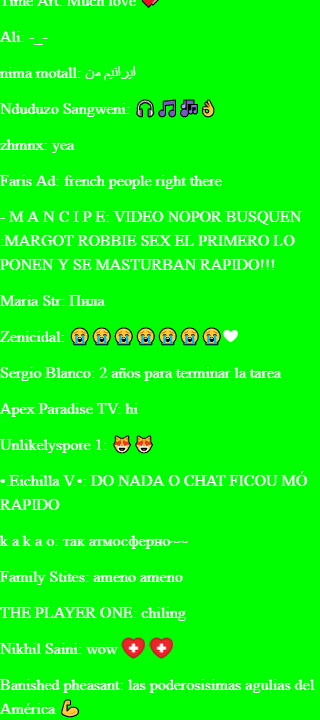 Time Art: Much love ❤
Ali: -_-
nima motall: ایرانیم من
Nduduzo Sangweni: 🎧🎵🎼👌
zhmnx: yea
Faris Ad: french people right there
- M A N C I P E: VIDEO NOPOR BUSQUEN
:MARGOT ROBBIE SEX EL PRIMERO LO
PONEN Y SE MASTURBAN RAPIDO!!!
Maria Str: Пила
Zenicidal: 😭😭😭😭😭😭😭🤍
Sergio Blanco: 2 años para terminar la tarea
Apex Paradise TV: hi
Unlikelyspore 1: 😻😻
•.Eichilla V.•: DO NADA O CHAT FICOU MÓ
RAPIDO
k a k a o: так атмосферно~~
Family Stites: ameno ameno
THE PLAYER ONE: chiling
Nikhil Saini: wow ⛑⛑
Banished pheasant: las poderosisimas agulias del
América 💪